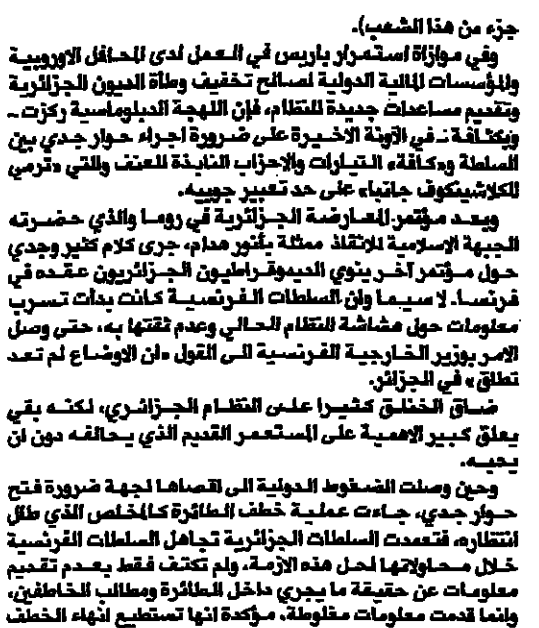 جزء من هذا الشعب).
وفي موازاة استمرار باريس في العمل لدى المحافل الاوروبية
والمؤسسات المالية الدولية لصالح تخفيف وطأة الديون الجزائرية
وتقديم مساعدات جديدة للنظام، فإن اللهجة الدبلوماسية ركزت -
وبكثافة - في الآونة الاخيرة على ضرورة اجراء حوار جدي بين
السلطة و«كافة» التيارات والاحزاب النابذة للعنف والتي «ترمي
الكلاشينكوف جانبا» على حد تعبير جوبيه.
وبعد مؤتمر المعارضة الجزائرية في روما والذي حضرته
الجبهة الإسلامية للإنقاذ ممثلة بأنور هدام، جرى كلام كثير وجدي
حول مؤتمر آخر ينوي الديموقراطيون الجزائريون عقده في
فرنسا. لا سيما وان السلطات الفرنسية كانت بدأت تسرب
معلومات حول هشاشة النظام الحالي وعدم ثقتها به، حتى وصل
الامر بوزير الخارجية الفرنسية الى القول «ان الاوضاع لم تعد
تطاق» في الجزائر.
ضاق الخناق كثيرا على النظام الجزائري، لكنه بقي
يعلق كبير الاهمية على المستعمر القديم الذي يحالفه دون ان
يحبه.
وحين وصلت الضغوط الدولية الى اقصاها لجهة ضرورة فتح
حوار جدي، جاءت عملية خطف الطائرة كالمخلص الذي طال
انتظاره، فتعمدت السلطات الجزائرية تجاهل السلطات الفرنسية
خلال محاولاتها لحل هذه الازمة، ولم تكتف فقط بعدم تقديم
معلومات عن حقيقة ما يجري داخل الطائرة ومطالب الخاطفين،
وانما قدمت معلومات مغلوطة، مؤكدة انها تستطيع انهاء الخطف